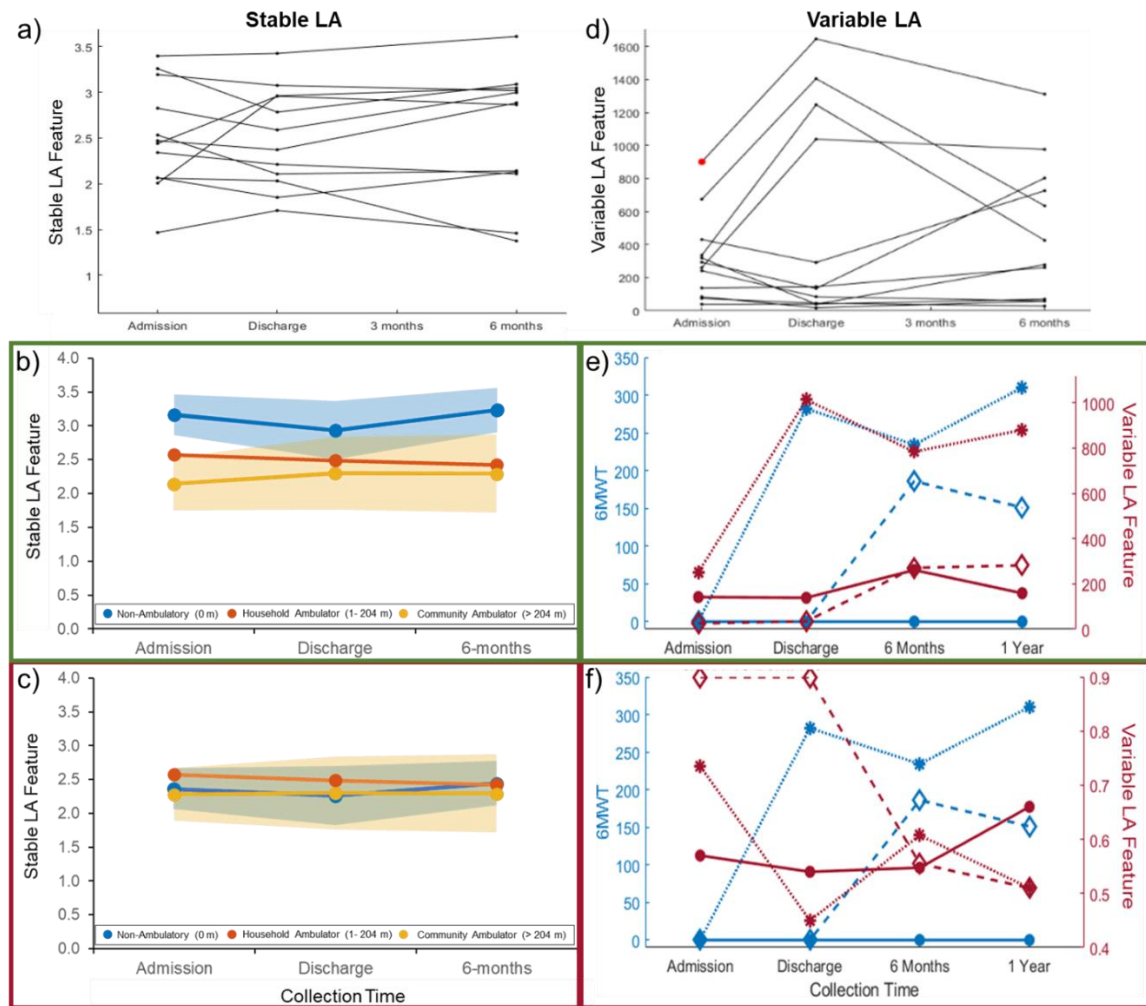 Stable LA
a)
Stable LA Feature
3.5
3
2.5
2
1.5
1
Admission Discharge 3 months 6 months
Variable LA
d)
Variable LA Feature
1600
1400
1200
1000
800
600
400
200
0
Admission Discharge 3 months 6 months
b)
Stable LA Feature
4.0
3.5
3.0
2.5
2.0
1.5
1.0
0.5
0.0
Non-Ambulatory (0 m) Household Ambulator (1- 204 m) Community Ambulator (> 204 m)
Admission Discharge 6-months
e)
6MWT
350
300
250
200
150
100
50
0
Variable LA Feature
1000
800
600
400
200
0
Admission Discharge 6 Months 1 Year
c)
Stable LA Feature
4.0
3.5
3.0
2.5
2.0
1.5
1.0
0.5
0.0
Non-Ambulatory (0 m) Household Ambulator (1- 204 m) Community Ambulator (> 204 m)
Admission Discharge 6-months
Collection Time
f)
6MWT
350
300
250
200
150
100
50
0
Variable LA Feature
0.9
0.8
0.7
0.6
0.5
0.4
Admission Discharge 6 Months 1 Year
Collection Time